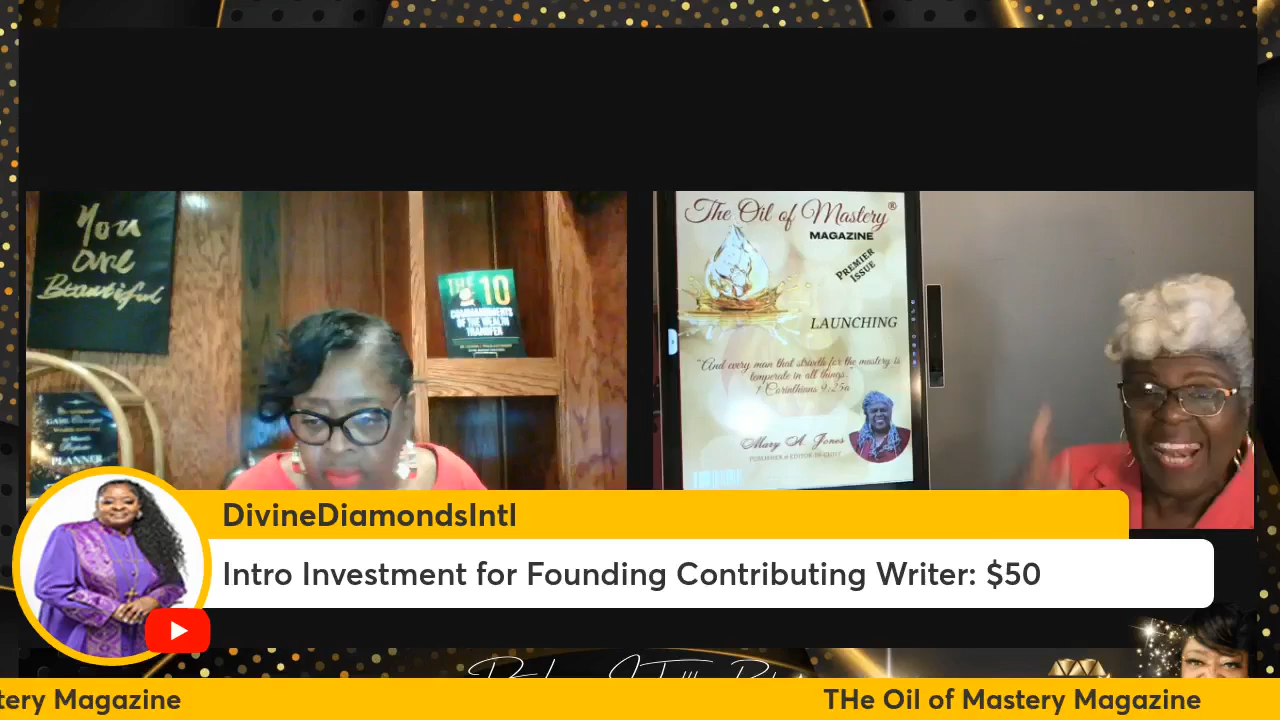 You
are
Beautiful
THE 10
COMMANDMENTS
OF THE WEALTH
TRANSFER
PLANNER
The Oil of Mastery®
MAGAZINE
PREMIER
ISSUE
LAUNCHING
"And every man that striveth for the mastery is
temperate in all things."
1 Corinthians 9:25a
Mary A. Jones
PUBLISHER & EDITOR-IN-CHIEF
DivineDiamondsIntl
Intro Investment for Founding Contributing Writer: $50
tery Magazine
THe Oil of Mastery Magazine